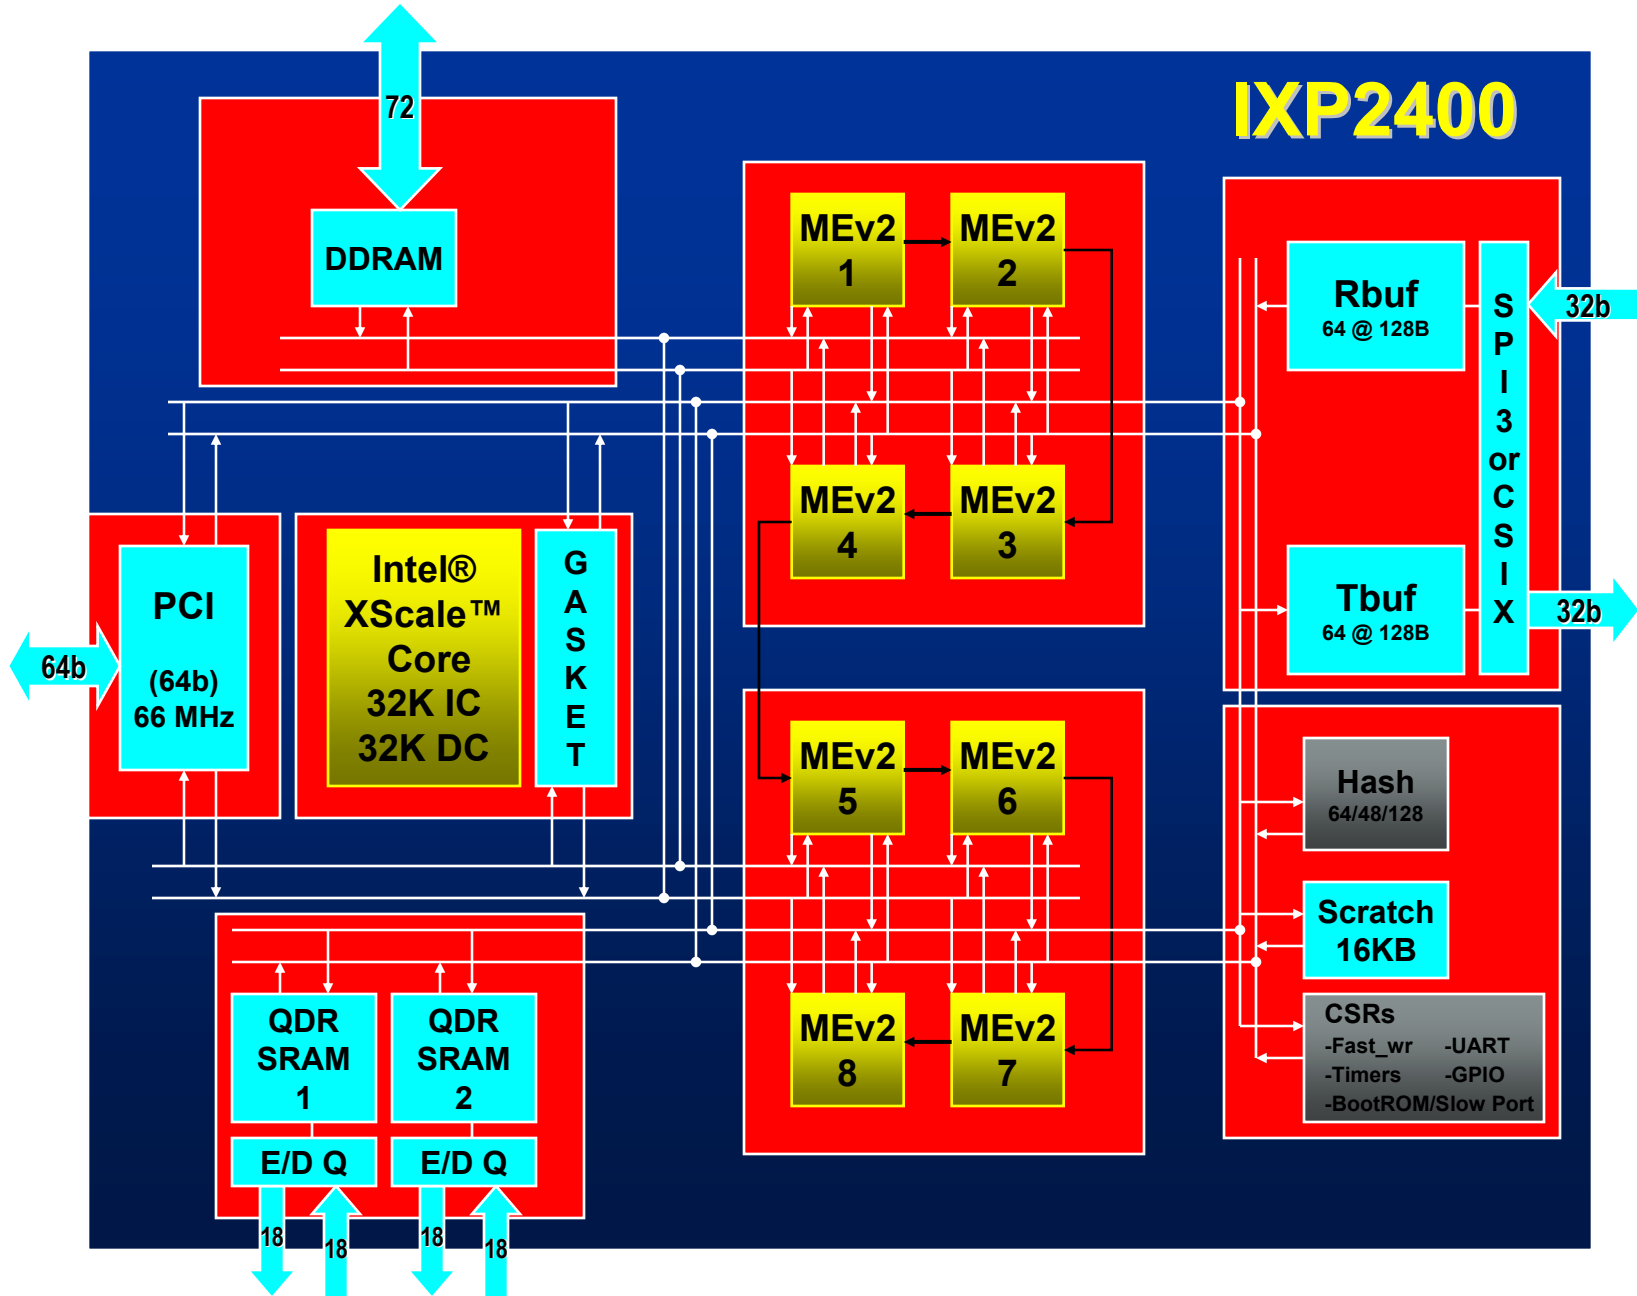 IXP2400
72
DDRAM
MEv2
1
MEv2
2
MEv2
4
MEv2
3
Rbuf
64 @ 128B
Tbuf
64 @ 128B
S
P
I
3
or
C
S
I
X
32b
32b
64b
PCI
(64b)
66 MHz
Intel®
XScale™
Core
32K IC
32K DC
G
A
S
K
E
T
MEv2
5
MEv2
6
MEv2
8
MEv2
7
Hash
64/48/128
Scratch
16KB
CSRs
-Fast_wr -UART
-Timers -GPIO
-BootROM/Slow Port
QDR
SRAM
1
QDR
SRAM
2
E/D Q
E/D Q
18
18
18
18